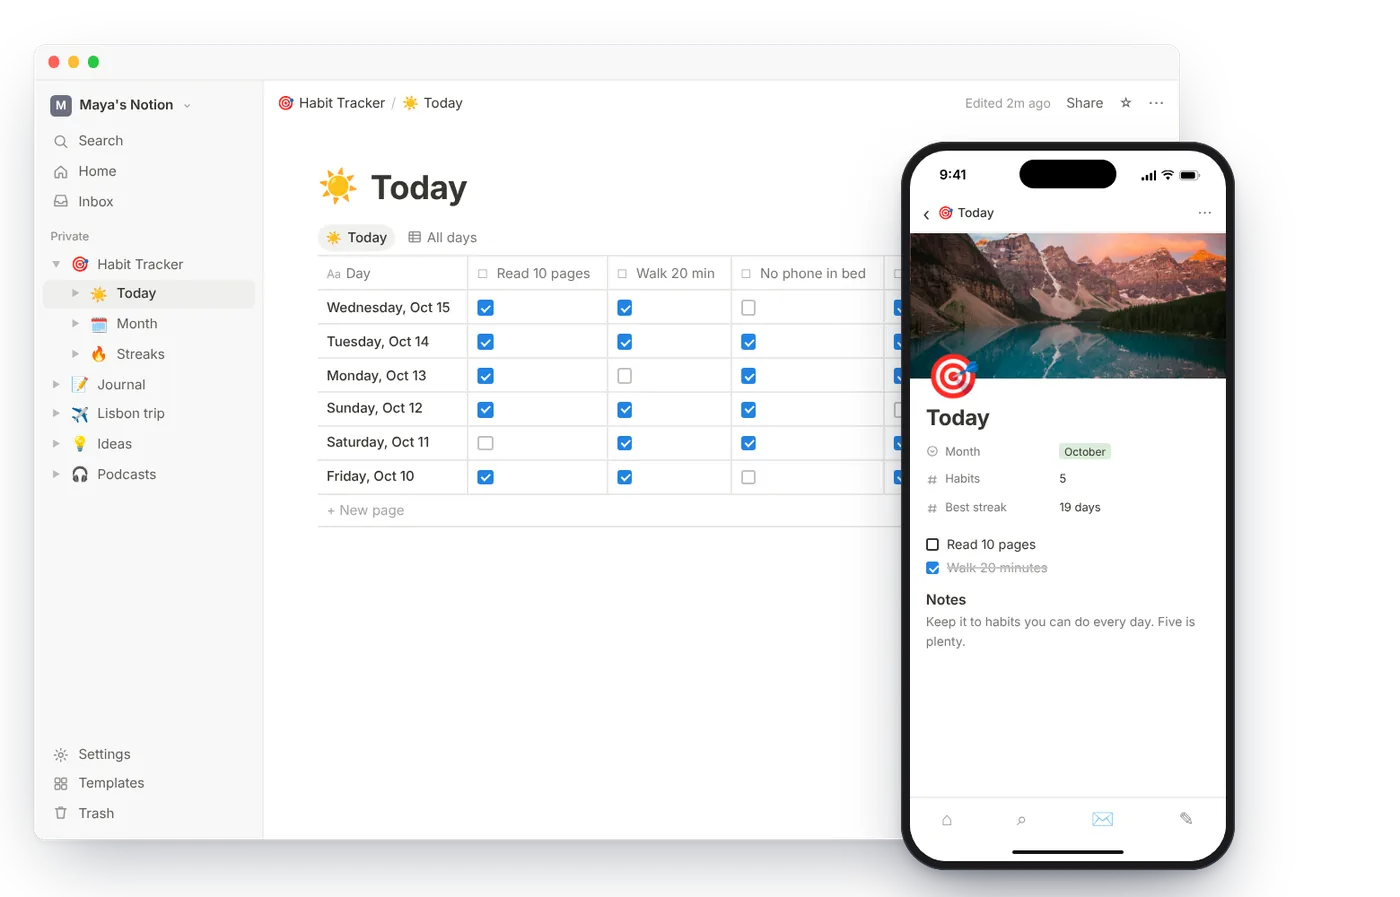 M Maya's Notion
Search
Home
Inbox
Private
Habit Tracker
Today
Month
Streaks
Journal
Lisbon trip
Ideas
Podcasts
Settings
Templates
Trash
Habit Tracker / Today
Edited 2m ago Share
Today
Today All days
Aa Day Read 10 pages Walk 20 min No phone in bed
Wednesday, Oct 15
Tuesday, Oct 14
Monday, Oct 13
Sunday, Oct 12
Saturday, Oct 11
Friday, Oct 10
+ New page
9:41
Today
Today
Month October
# Habits 5
# Best streak 19 days
Read 10 pages
Walk 20 minutes
Notes
Keep it to habits you can do every day. Five is
plenty.